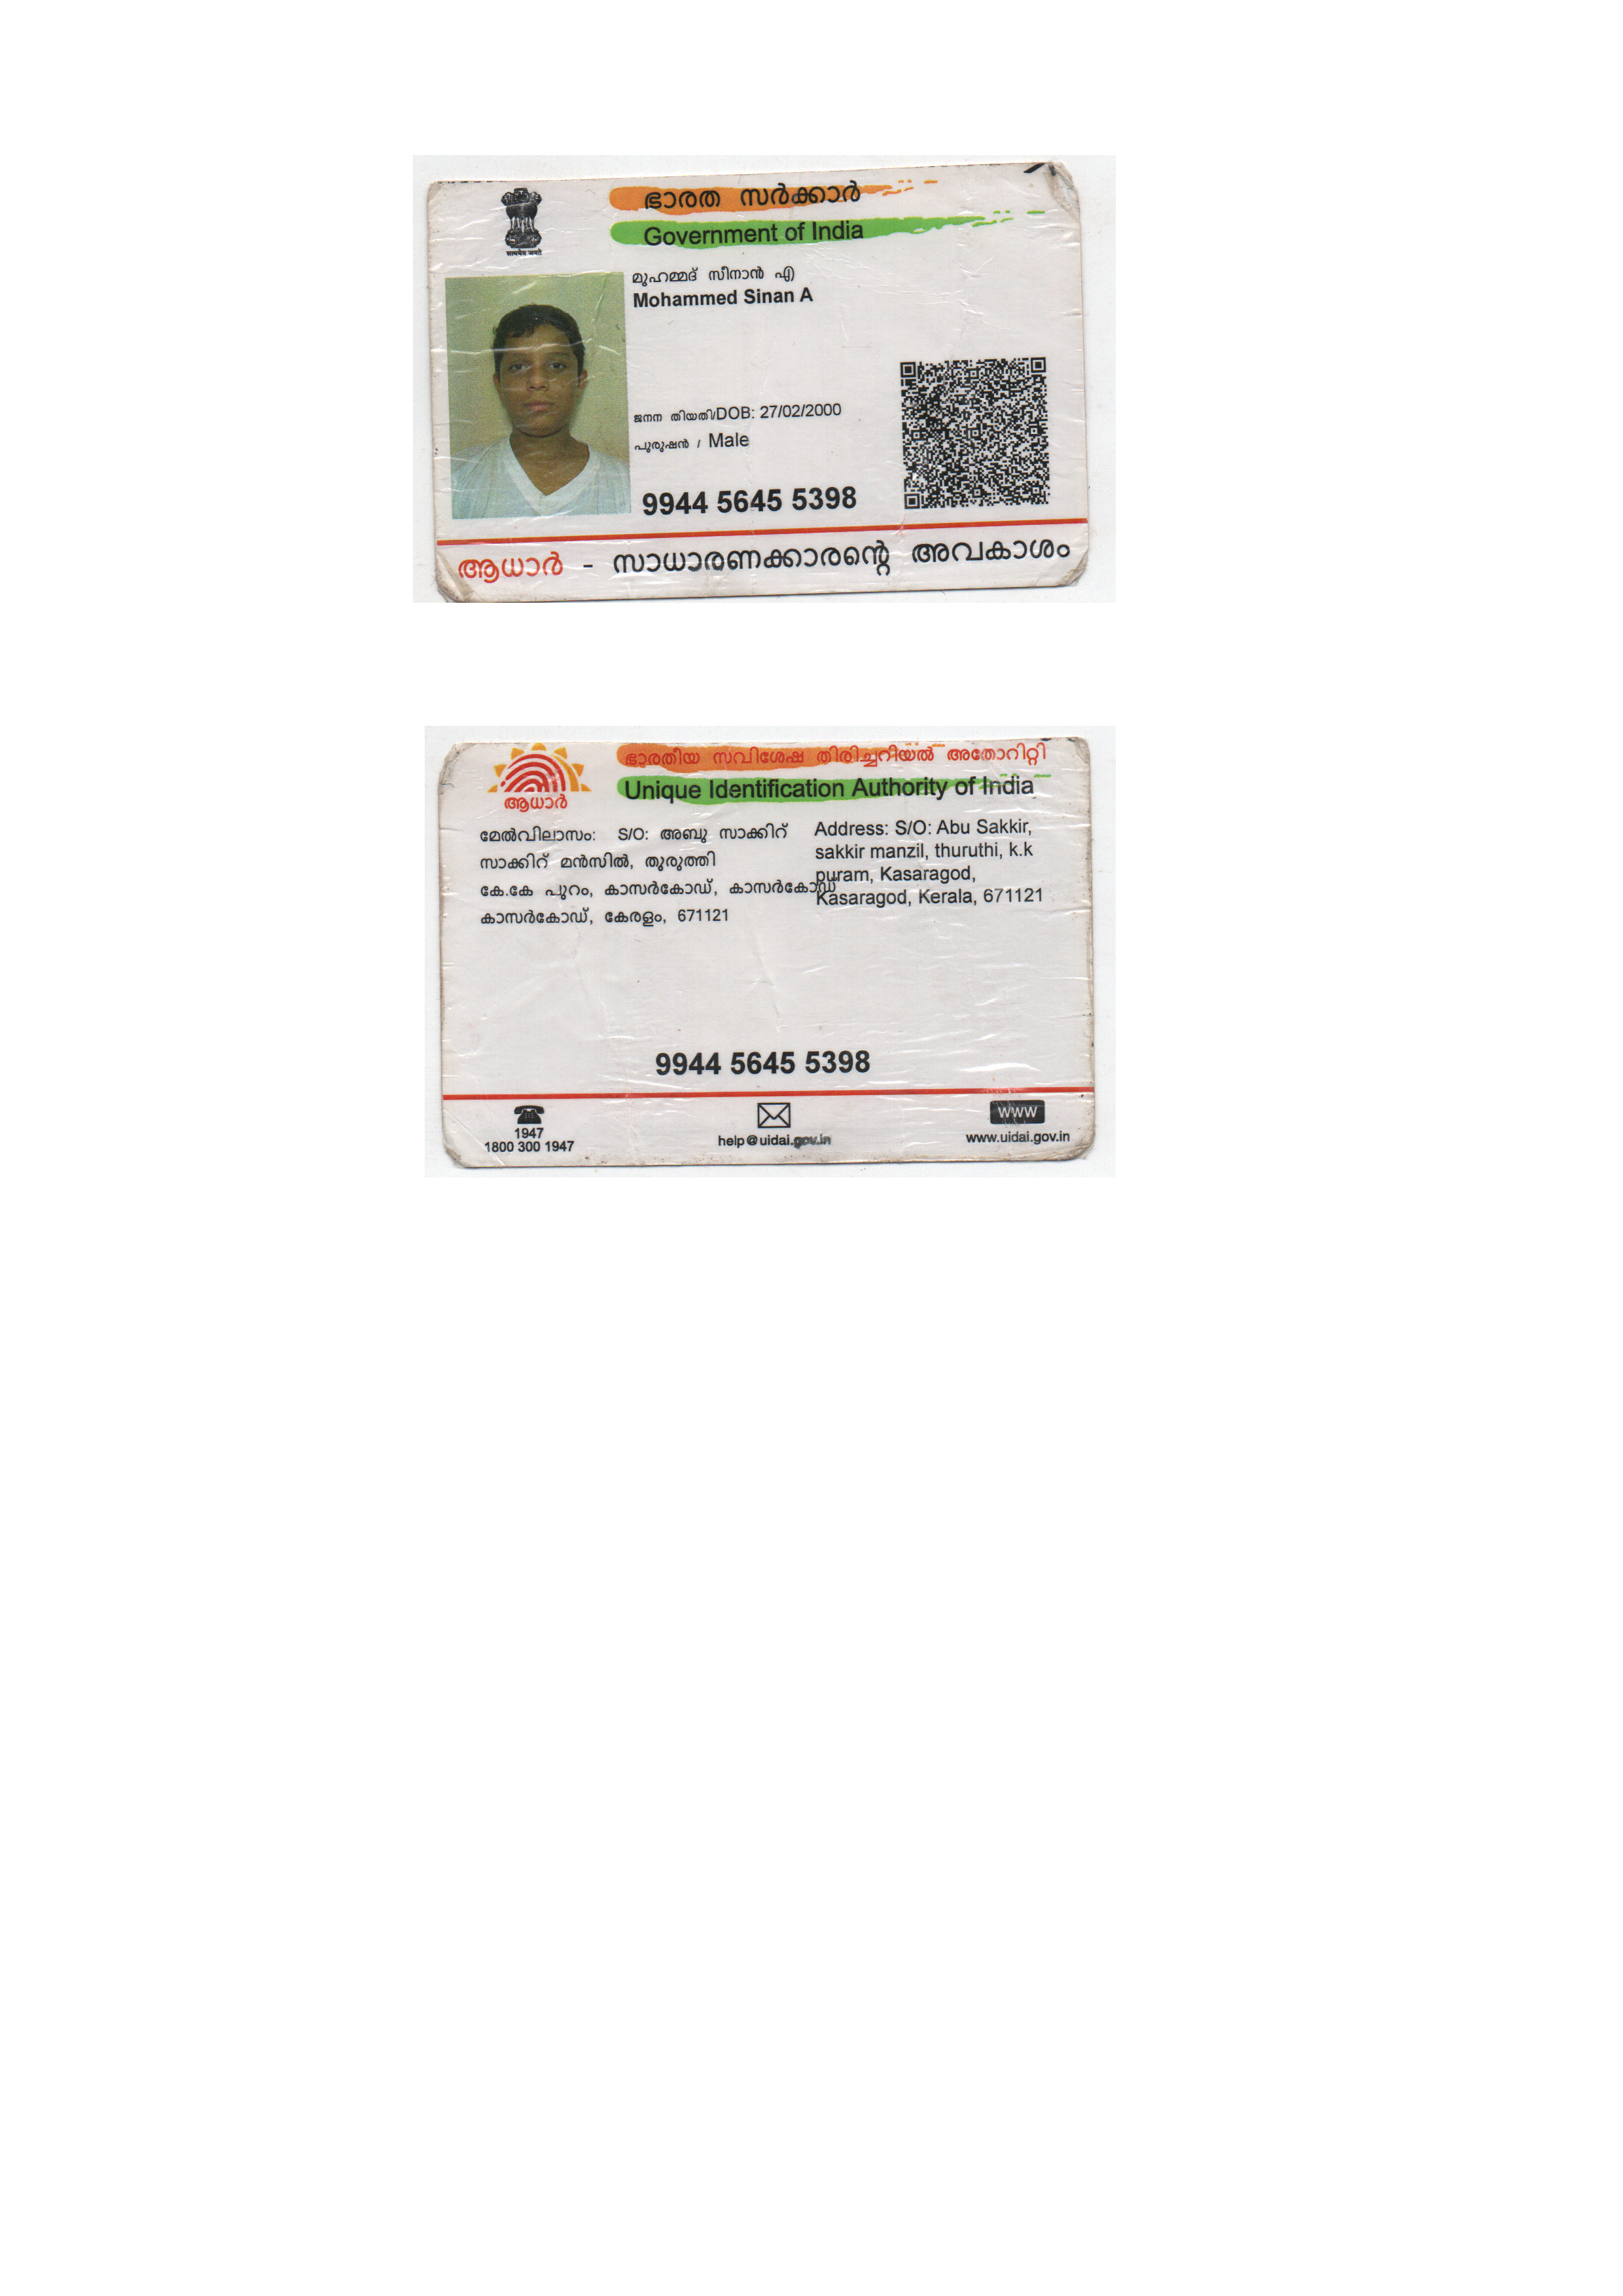 ഭാരത സർക്കാർ
Government of India
सत्यमेव जयते
മുഹമ്മദ് സീനാൻ എ
Mohammed Sinan A
ജനന തിയതി/DOB: 27/02/2000
പുരുഷൻ / Male
9944 5645 5398
ആധാർ - സാധാരണക്കാരന്റെ അവകാശം
ഭാരതീയ സവിശേഷ തിരിച്ചറിയൽ അതോറിറ്റി
Unique Identification Authority of India
ആധാർ
മേൽവിലാസം: S/O: അബു സാക്കിറ്
സാക്കിറ് മൻസിൽ, തുരുത്തി
കേ.കേ പുറം, കാസർകോഡ്, കാസർകോഡ്
കാസർകോഡ്, കേരളം, 671121
Address: S/O: Abu Sakkir,
sakkir manzil, thuruthi, k.k
puram, Kasaragod,
Kasaragod, Kerala, 671121
9944 5645 5398
1947
1800 300 1947
help@uidai.gov.in
WWW
www.uidai.gov.in